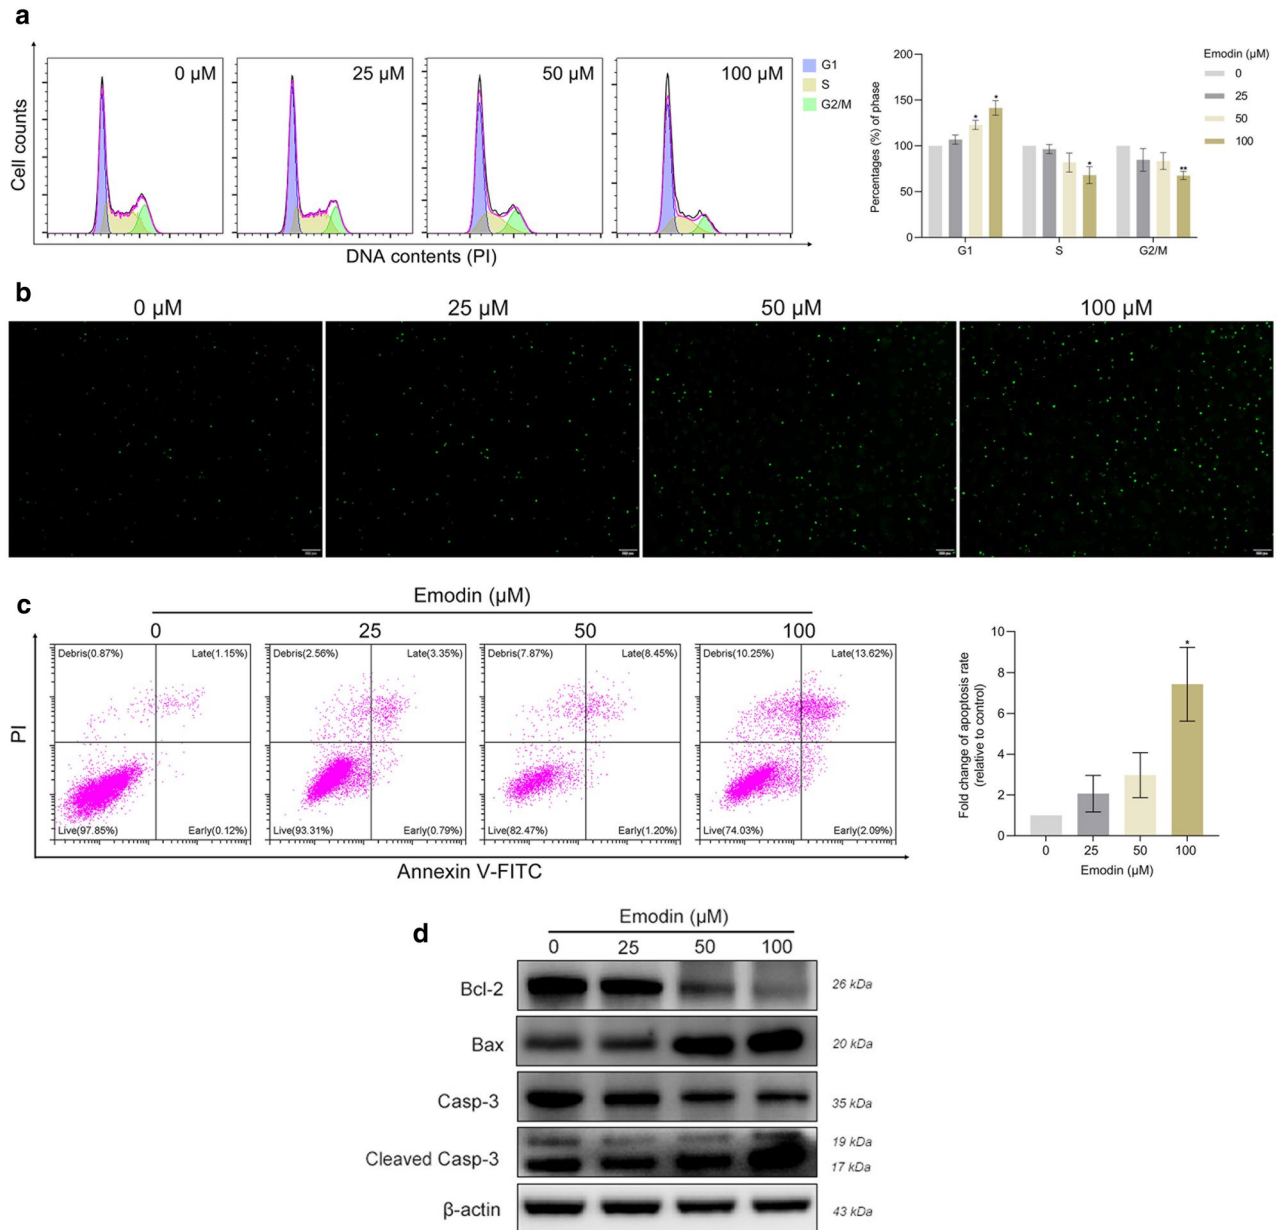 a
0 µM
25 µM
50 µM
100 µM
G1
S
G2/M
Cell counts
DNA contents (PI)
200
150
100
50
0
Percentages (%) of phase
* *
*
**
G1 S G2/M
Emodin (µM)
0
25
50
100
b
0 µM 25 µM 50 µM 100 µM
c
Emodin (µM)
0 25 50 100
Debris(0.87%) Late(1.15%)
Live(97.85%) Early(0.12%)
Debris(2.56%) Late(3.35%)
Live(93.31%) Early(0.79%)
Debris(7.87%) Late(8.45%)
Live(82.47%) Early(1.20%)
Debris(10.25%) Late(13.62%)
Live(74.03%) Early(2.09%)
PI
Annexin V-FITC
Fold change of apoptosis rate
(relative to control)
10
8
6
4
2
0
*
0 25 50 100
Emodin (µM)
d
Emodin (µM)
0 25 50 100
Bcl-2 26 kDa
Bax 20 kDa
Casp-3 35 kDa
Cleaved Casp-3 19 kDa
17 kDa
β-actin 43 kDa